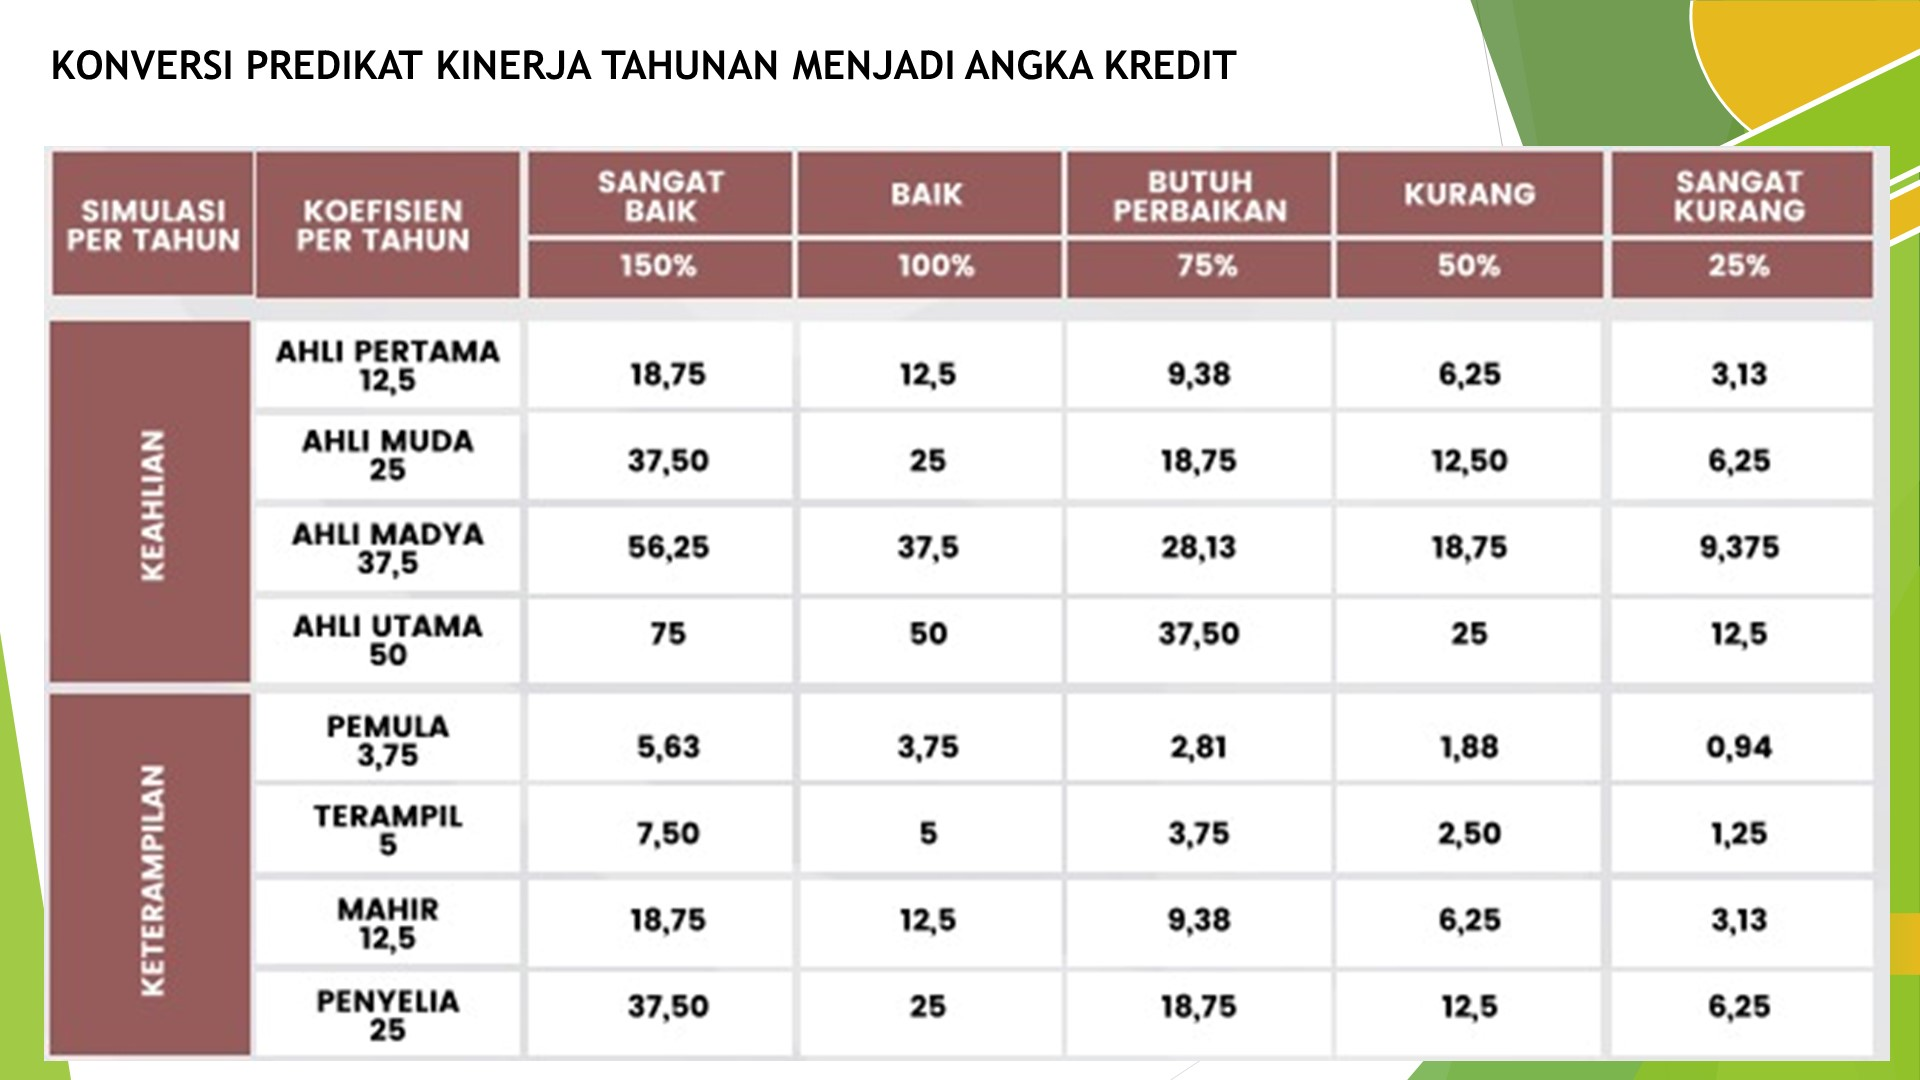 KONVERSI PREDIKAT KINERJA TAHUNAN MENJADI ANGKA KREDIT
SIMULASI
PER TAHUN
KOEFISIEN
PER TAHUN
SANGAT
BAIK
BAIK
BUTUH
PERBAIKAN
KURANG
SANGAT
KURANG
150%
100%
75%
50%
25%
KEAHLIAN
AHLI PERTAMA
12,5
18,75
12,5
9,38
6,25
3,13
AHLI MUDA
25
37,50
25
18,75
12,50
6,25
AHLI MADYA
37,5
56,25
37,5
28,13
18,75
9,375
AHLI UTAMA
50
75
50
37,50
25
12,5
KETERAMPILAN
PEMULA
3,75
5,63
3,75
2,81
1,88
0,94
TERAMPIL
5
7,50
5
3,75
2,50
1,25
MAHIR
12,5
18,75
12,5
9,38
6,25
3,13
PENYELIA
25
37,50
25
18,75
12,5
6,25